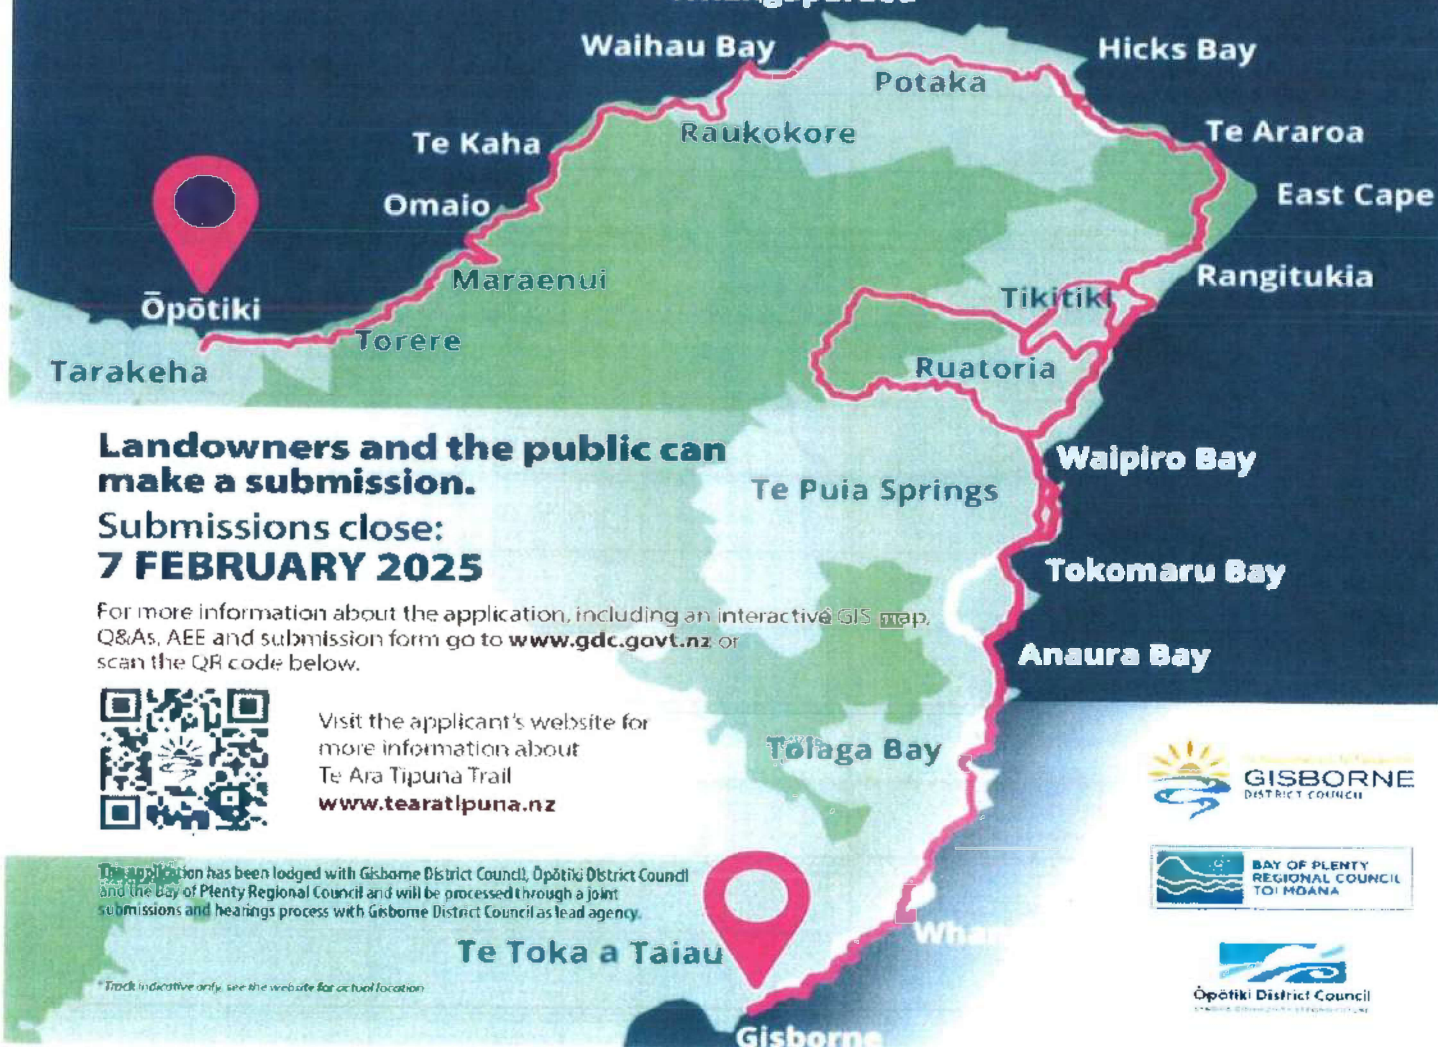 Waihau Bay
Hicks Bay
Potaka
Te Kaha
Raukokore
Te Araroa
Omaio
East Cape
Maraenui
Rangitukia
Ōpōtiki
Tikitiki
Torere
Tarakeha
Ruatoria
Landowners and the public can
make a submission.
Waipiro Bay
Te Puia Springs
Submissions close:
7 FEBRUARY 2025
Tokomaru Bay
For more information about the application, including an interactive GIS map,
Q&As, AEE and submission form go to www.gdc.govt.nz or
scan the QR code below.
Anaura Bay
Visit the applicant's website for
more information about
Te Ara Tipuna Trail
www.tearatipuna.nz
Tolaga Bay
GISBORNE
DISTRICT COUNCIL
This application has been lodged with Gisborne District Council, Ōpōtiki District Council
and the Bay of Plenty Regional Council and will be processed through a joint
submissions and hearings process with Gisborne District Council as lead agency.
BAY OF PLENTY
REGIONAL COUNCIL
TOI MOANA
Te Toka a Taiau
*Track indicative only, see the website for actual location
Ōpōtiki District Council
Gisborne